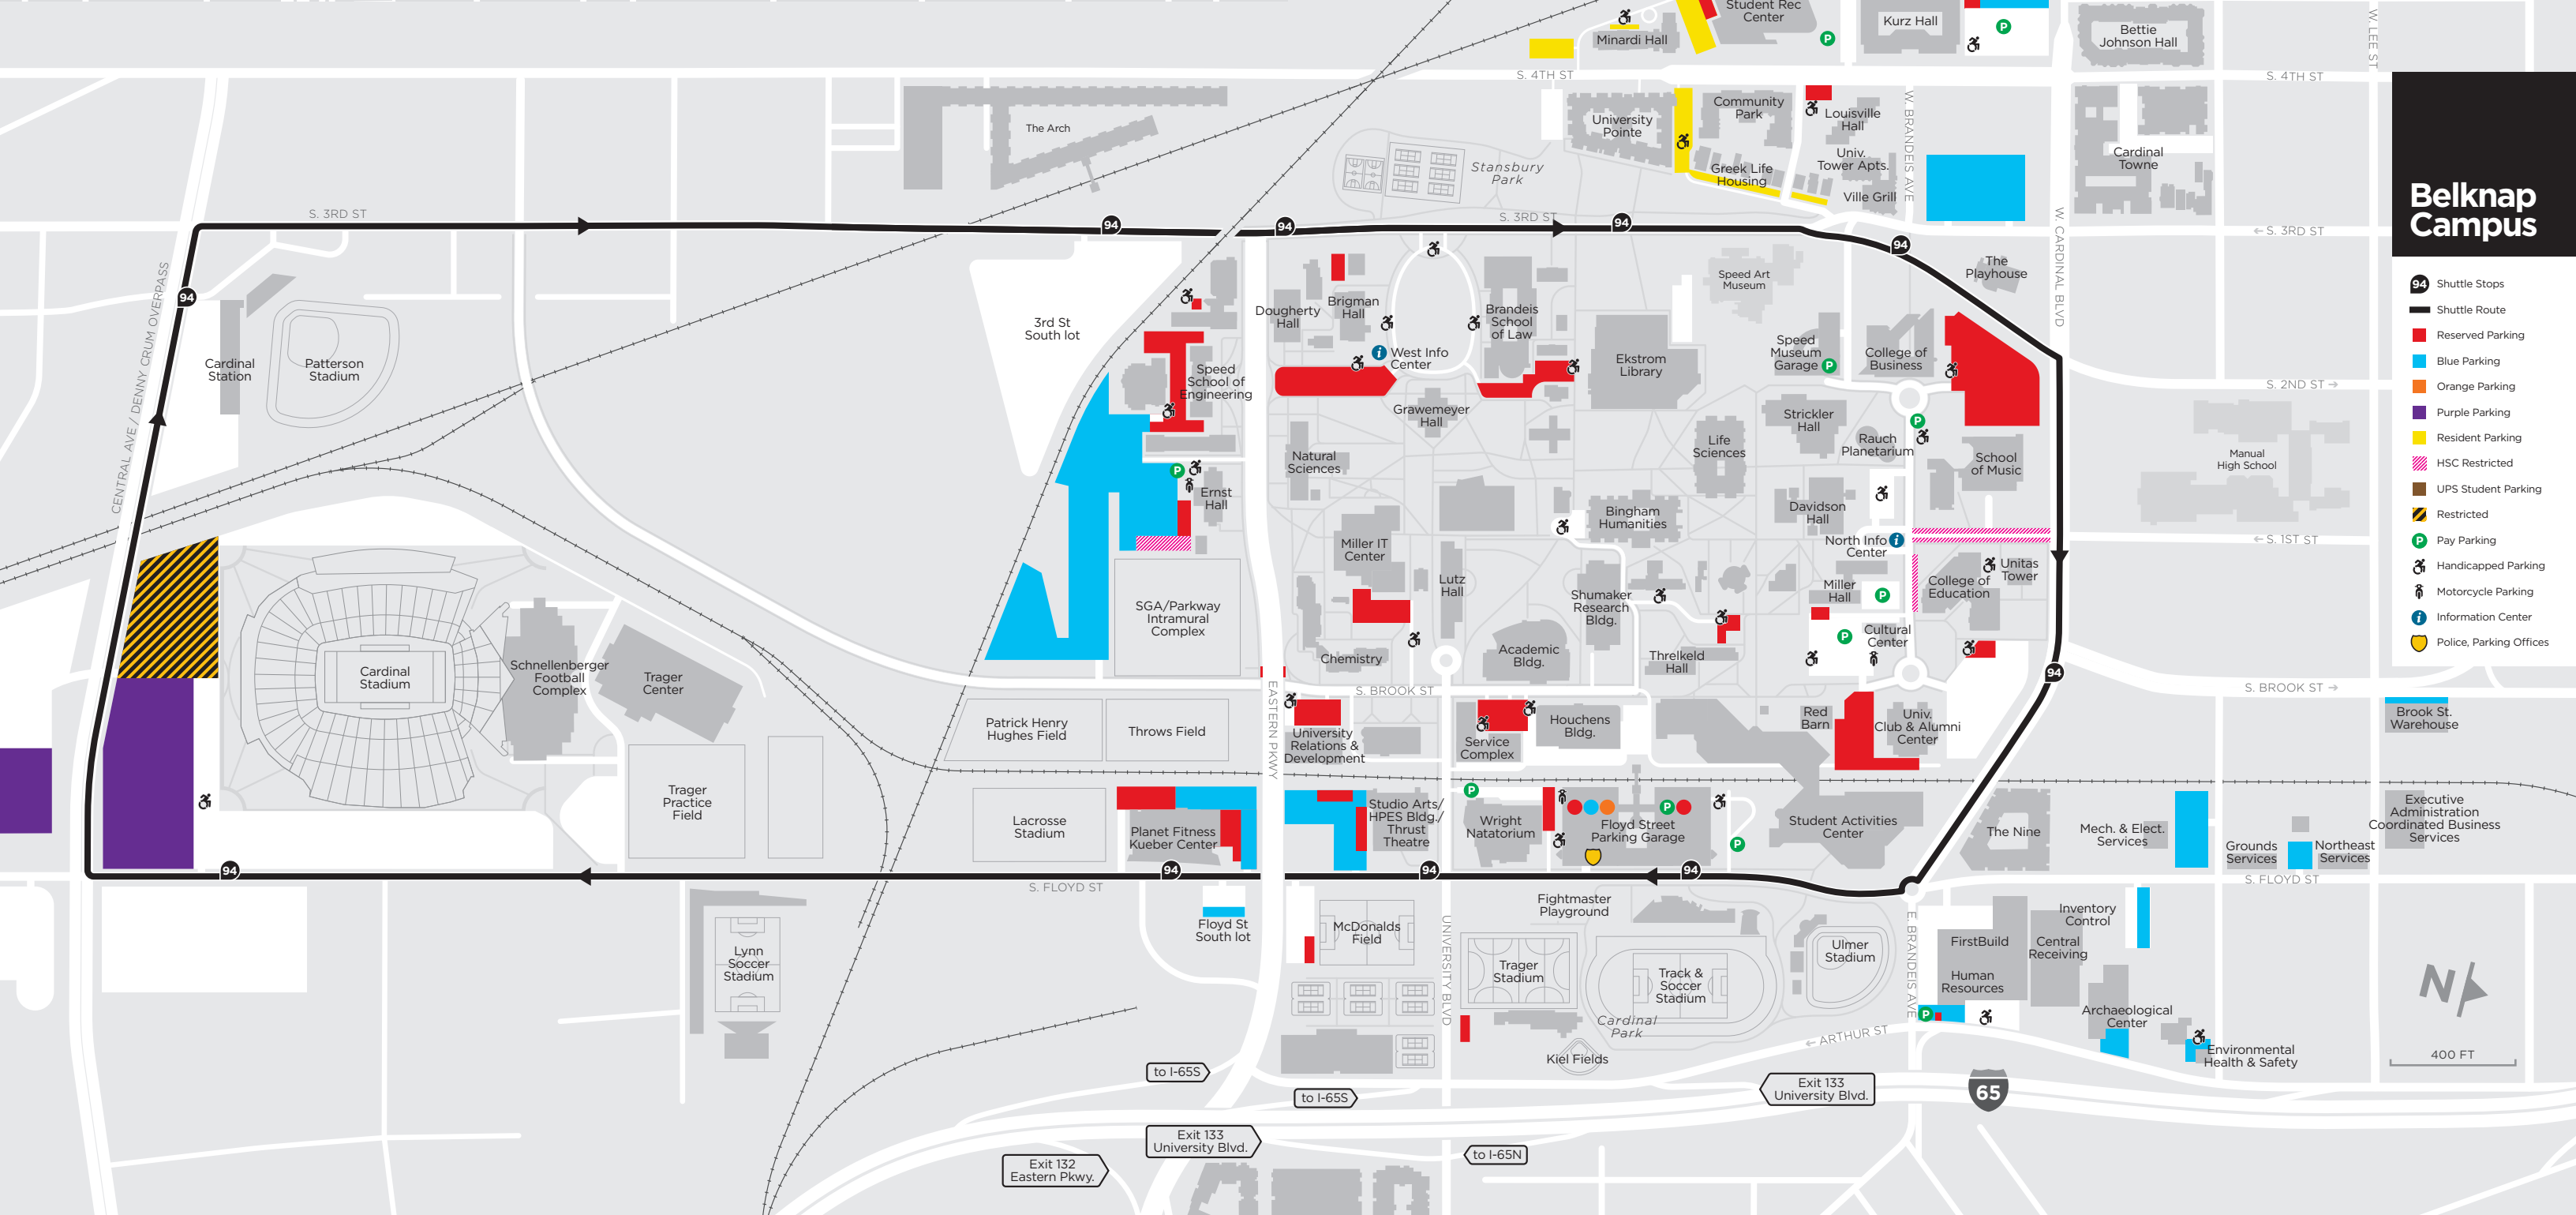 Student Rec
Center
Minardi Hall
Kurz Hall
Bettie
Johnson Hall
W. LEE ST
P
P
S. 4TH ST
S. 4TH ST
The Arch
University
Pointe
Community
Park
Louisville
Hall
W. BRANDEIS AVE
Univ.
Tower Apts.
Greek Life
Housing
Ville Grill
Stansbury
Park
Cardinal
Towne
S. 3RD ST
S. 3RD ST
← S. 3RD ST
94
94
94
94
94
W. CARDINAL BLVD
The
Playhouse
CENTRAL AVE / DENNY CRUM OVERPASS
Cardinal
Station
Patterson
Stadium
3rd St
South lot
Speed
School of
Engineering
Dougherty
Hall
Brigman
Hall
i
West Info
Center
Brandeis
School
of Law
Grawemeyer
Hall
Ekstrom
Library
Speed Art
Museum
Speed
Museum
Garage
P
College of
Business
P
S. 2ND ST →
Strickler
Hall
Rauch
Planetarium
School
of Music
Manual
High School
Life
Sciences
Natural
Sciences
P
Ernst
Hall
Bingham
Humanities
Davidson
Hall
North Info
Center
i
← S. 1ST ST
Miller IT
Center
Lutz
Hall
Shumaker
Research
Bldg.
Miller
Hall
P
College of
Education
Unitas
Tower
P
Cultural
Center
SGA/Parkway
Intramural
Complex
Chemistry
Academic
Bldg.
Threlkeld
Hall
94
Cardinal
Stadium
Schnellenberger
Football
Complex
Trager
Center
S. BROOK ST
S. BROOK ST →
EASTERN PKWY
Patrick Henry
Hughes Field
Throws Field
University
Relations &
Development
Service
Complex
Houchens
Bldg.
Red
Barn
Univ.
Club & Alumni
Center
Brook St.
Warehouse
Trager
Practice
Field
Lacrosse
Stadium
Planet Fitness
Kueber Center
Studio Arts/
HPES Bldg./
Thrust
Theatre
P
Wright
Natatorium
P
Floyd Street
Parking Garage
P
Student Activities
Center
The Nine
Mech. & Elect.
Services
Grounds
Services
Northeast
Services
Executive
Administration
Coordinated Business
Services
94
94
94
94
S. FLOYD ST
S. FLOYD ST
Floyd St
South lot
McDonalds
Field
UNIVERSITY BLVD
Fightmaster
Playground
Lynn
Soccer
Stadium
Trager
Stadium
Track &
Soccer
Stadium
Ulmer
Stadium
E. BRANDEIS AVE
FirstBuild
Human
Resources
Central
Receiving
Inventory
Control
P
Archaeological
Center
Environmental
Health & Safety
Cardinal
Park
Kiel Fields
← ARTHUR ST
to I-65S
to I-65S
Exit 133
University Blvd.
65
Exit 133
University Blvd.
Exit 132
Eastern Pkwy.
to I-65N
N
400 FT
Belknap
Campus
94 Shuttle Stops
Shuttle Route
Reserved Parking
Blue Parking
Orange Parking
Purple Parking
Resident Parking
HSC Restricted
UPS Student Parking
Restricted
P Pay Parking
Handicapped Parking
Motorcycle Parking
i Information Center
Police, Parking Offices